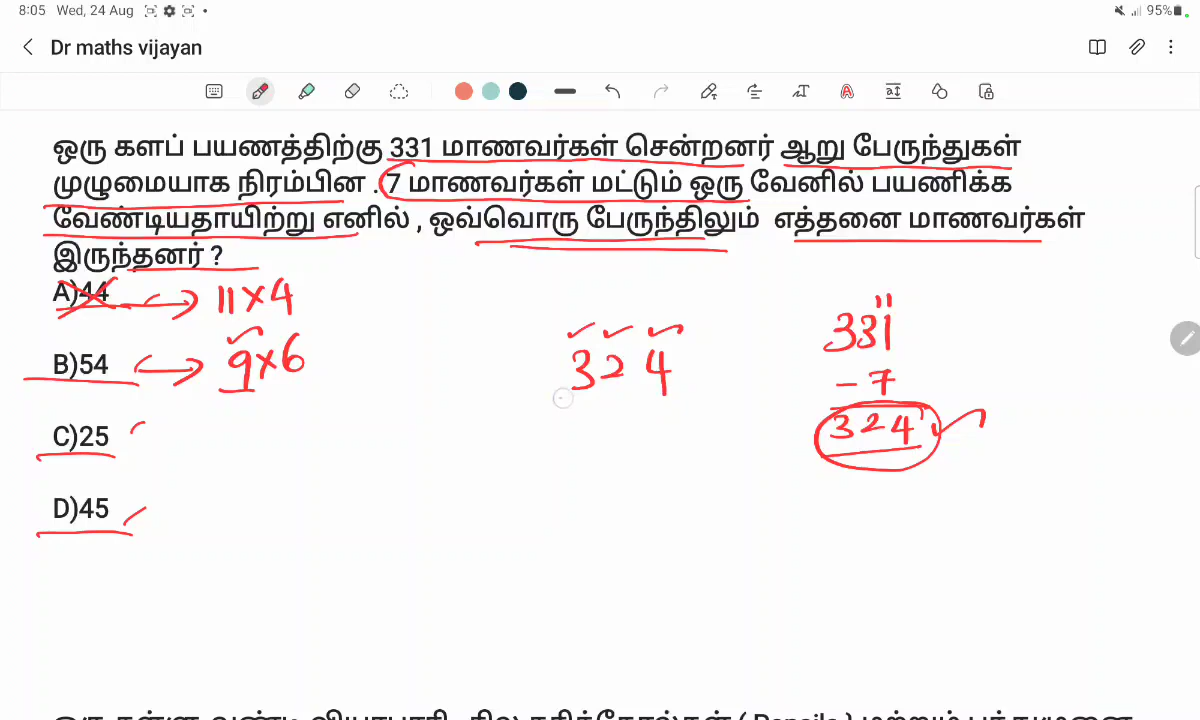 8:05 Wed, 24 Aug
95%
Dr maths vijayan
ஒரு களப் பயணத்திற்கு 331 மாணவர்கள் சென்றனர் ஆறு பேருந்துகள்
முழுமையாக நிரம்பின . 7 மாணவர்கள் மட்டும் ஒரு வேனில் பயணிக்க
வேண்டியதாயிற்று எனில் , ஒவ்வொரு பேருந்திலும் எத்தனை மாணவர்கள்
இருந்தனர் ?
A)44 → 11×4
B)54 → 9×6
C)25
D)45
324
331
- 7
324